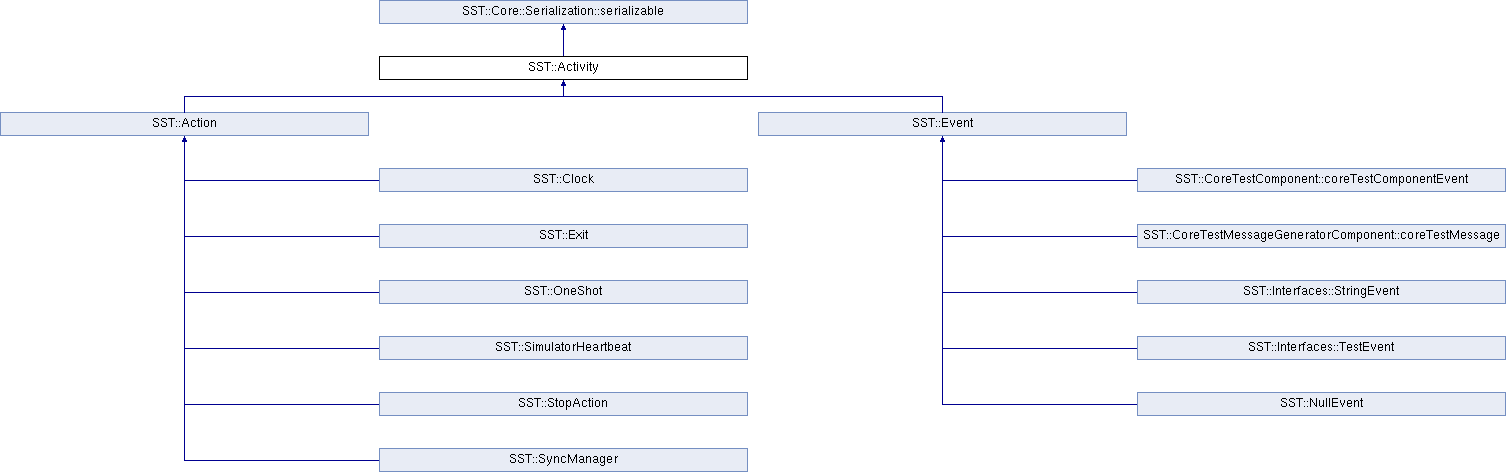 SST::Core::Serialization::serializable
SST::Activity
SST::Action
SST::Event
SST::Clock
SST::CoreTestComponent::coreTestComponentEvent
SST::Exit
SST::CoreTestMessageGeneratorComponent::coreTestMessage
SST::OneShot
SST::Interfaces::StringEvent
SST::SimulatorHeartbeat
SST::Interfaces::TestEvent
SST::StopAction
SST::NullEvent
SST::SyncManager